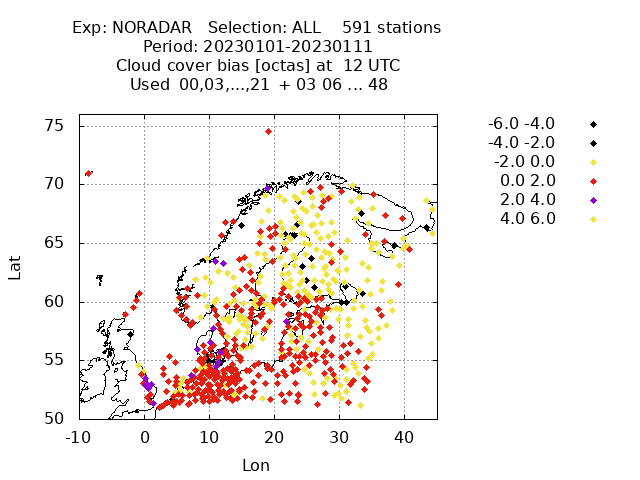 Exp: NORADAR Selection: ALL 591 stations
Period: 20230101-20230111
Cloud cover bias [octas] at 12 UTC
Used 00,03,...,21 + 03 06 ... 48
75
70
65
60
55
50
-10 0 10 20 30 40
Lat
Lon
-6.0 -4.0
-4.0 -2.0
-2.0 0.0
0.0 2.0
2.0 4.0
4.0 6.0